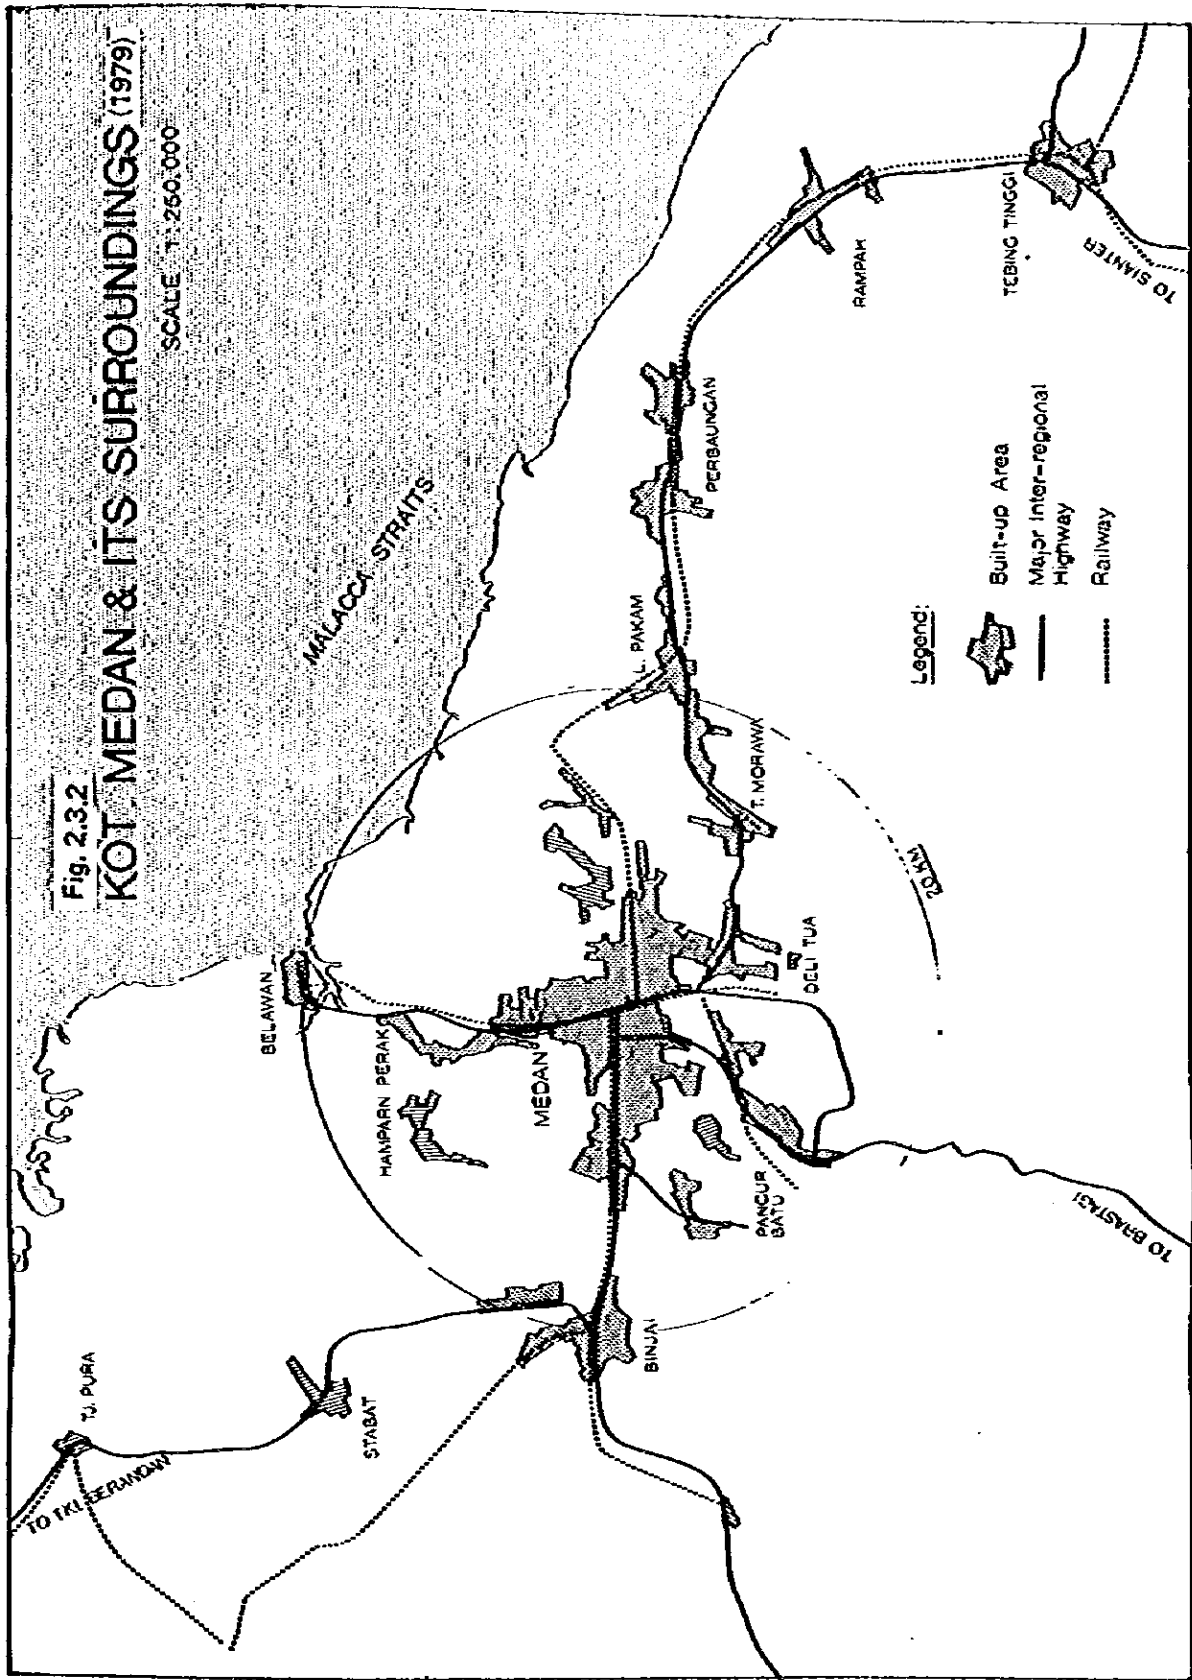 Fig. 2.3.2
KOT. MEDAN & ITS SURROUNDINGS (1979)
SCALE 1:250.000
MALACCA STRAITS
TJ. PURA
STABAT
BELAWAN
HAMPARN PERAK
MEDAN
BINJAI
PANCUR
BATU
DELI TUA
T. MORAWA
L. PAKAM
PERBAUNGAN
RAMPAH
TEBING TINGGI
TO SIANTER
TO BRASTAGI
20 KM
Legend:
Built-up Area
Major Inter-regional
Highway
Railway